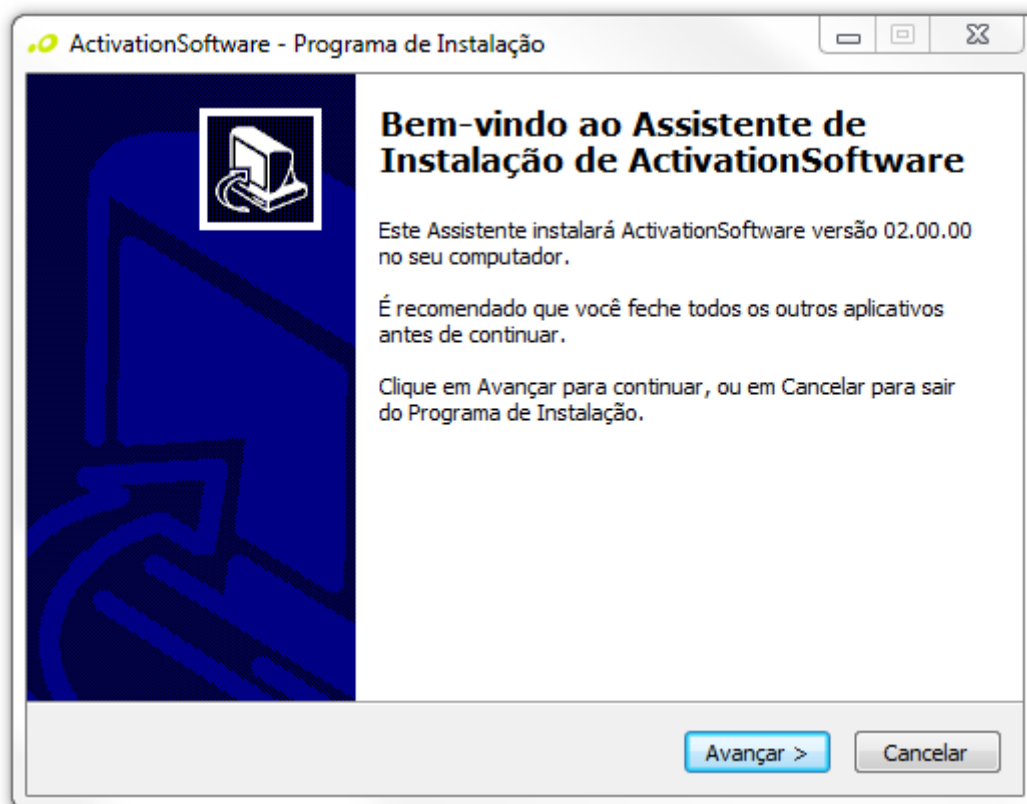 ActivationSoftware - Programa de Instalação
Bem-vindo ao Assistente de
Instalação de ActivationSoftware
Este Assistente instalará ActivationSoftware versão 02.00.00
no seu computador.
É recomendado que você feche todos os outros aplicativos
antes de continuar.
Clique em Avançar para continuar, ou em Cancelar para sair
do Programa de Instalação.
Avançar >
Cancelar